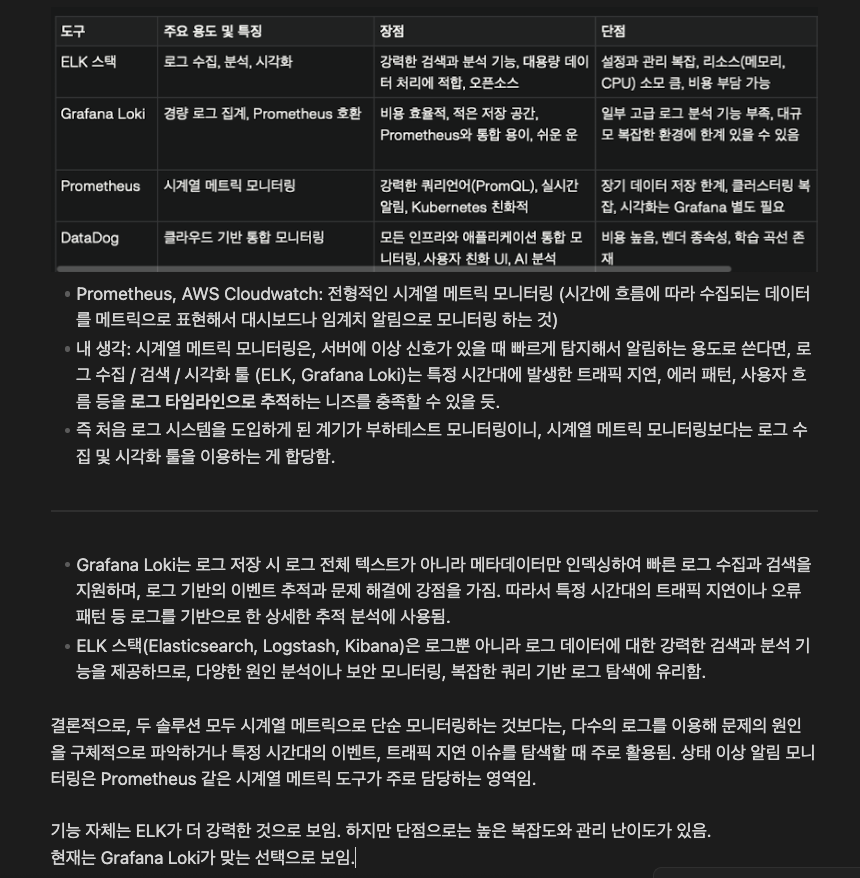 도구 주요 용도 및 특징 장점 단점
ELK 스택 로그 수집, 분석, 시각화 강력한 검색과 분석 기능, 대용량 데이 설정과 관리 복잡, 리소스(메모리,
터 처리에 적합, 오픈소스 CPU) 소모 큼, 비용 부담 가능
Grafana Loki 경량 로그 집계, Prometheus 호환 비용 효율적, 적은 저장 공간, 일부 고급 로그 분석 기능 부족, 대규
Prometheus와 통합 용이, 쉬운 운 모 복잡한 환경에 한계 있을 수 있음
Prometheus 시계열 메트릭 모니터링 강력한 쿼리언어(PromQL), 실시간 장기 데이터 저장 한계, 클러스터링 복
알림, Kubernetes 친화적 잡, 시각화는 Grafana 별도 필요
DataDog 클라우드 기반 통합 모니터링 모든 인프라와 애플리케이션 통합 모 비용 높음, 벤더 종속성, 학습 곡선 존
니터링, 사용자 친화 UI, AI 분석 재
• Prometheus, AWS Cloudwatch: 전형적인 시계열 메트릭 모니터링 (시간에 흐름에 따라 수집되는 데이터
를 메트릭으로 표현해서 대시보드나 임계치 알림으로 모니터링 하는 것)
• 내 생각: 시계열 메트릭 모니터링은, 서버에 이상 신호가 있을 때 빠르게 탐지해서 알림하는 용도로 쓴다면, 로
그 수집 / 검색 / 시각화 툴 (ELK, Grafana Loki)는 특정 시간대에 발생한 트래픽 지연, 에러 패턴, 사용자 흐
름 등을 로그 타임라인으로 추적하는 니즈를 충족할 수 있을 듯.
• 즉 처음 로그 시스템을 도입하게 된 계기가 부하테스트 모니터링이니, 시계열 메트릭 모니터링보다는 로그 수
집 및 시각화 툴을 이용하는 게 합당함.
• Grafana Loki는 로그 저장 시 로그 전체 텍스트가 아니라 메타데이터만 인덱싱하여 빠른 로그 수집과 검색을
지원하며, 로그 기반의 이벤트 추적과 문제 해결에 강점을 가짐. 따라서 특정 시간대의 트래픽 지연이나 오류
패턴 등 로그를 기반으로 한 상세한 추적 분석에 사용됨.
• ELK 스택(Elasticsearch, Logstash, Kibana)은 로그뿐 아니라 로그 데이터에 대한 강력한 검색과 분석 기
능을 제공하므로, 다양한 원인 분석이나 보안 모니터링, 복잡한 쿼리 기반 로그 탐색에 유리함.
결론적으로, 두 솔루션 모두 시계열 메트릭으로 단순 모니터링하는 것보다는, 다수의 로그를 이용해 문제의 원인
을 구체적으로 파악하거나 특정 시간대의 이벤트, 트래픽 지연 이슈를 탐색할 때 주로 활용됨. 상태 이상 알림 모니
터링은 Prometheus 같은 시계열 메트릭 도구가 주로 담당하는 영역임.
기능 자체는 ELK가 더 강력한 것으로 보임. 하지만 단점으로는 높은 복잡도와 관리 난이도가 있음.
현재는 Grafana Loki가 맞는 선택으로 보임.